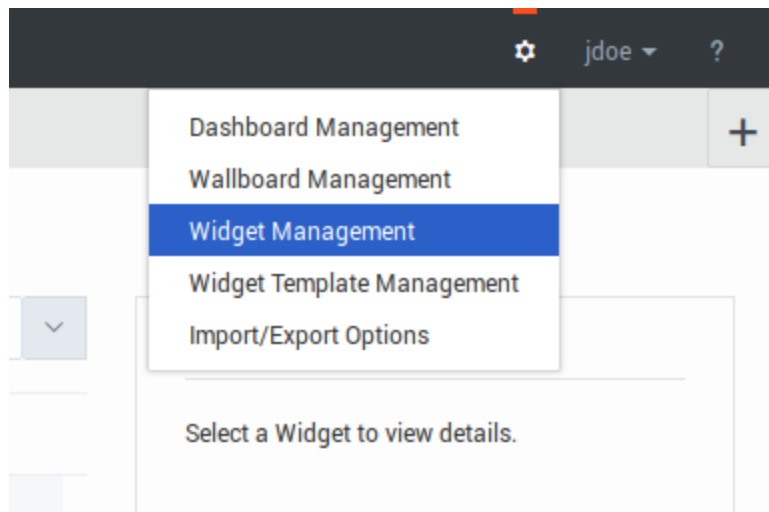 jdoe ?
Dashboard Management
+
Wallboard Management
Widget Management
Widget Template Management
Import/Export Options
Select a Widget to view details.